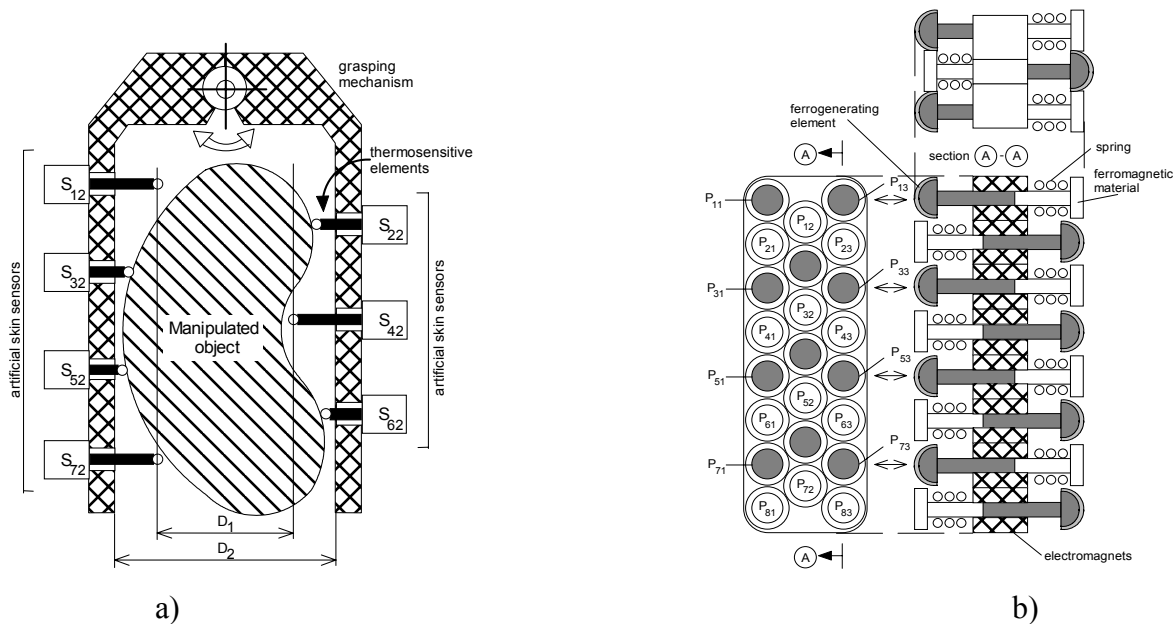 grasping
mechanism
thermosensitive
elements
S12
S32
S52
S72
S22
S42
S62
artificial skin sensors
artificial skin sensors
Manipulated
object
D1
D2
a)
ferrogenerating
element
section A - A
spring
ferromagnetic
material
A
P11
P13
P12
P21
P23
P31
P33
P32
P41
P43
P51
P53
P52
P61
P63
P71
P73
P72
P81
P83
A
electromagnets
b)